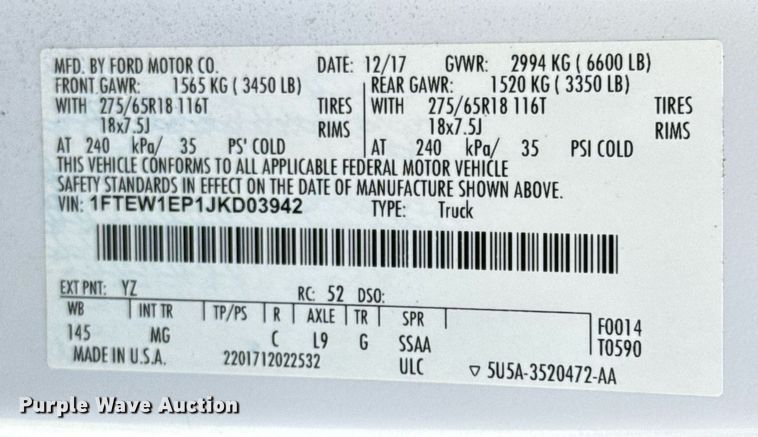 MFD. BY FORD MOTOR CO. DATE: 12/17 GVWR: 2994 KG ( 6600 LB)
FRONT GAWR: 1565 KG ( 3450 LB) REAR GAWR: 1520 KG ( 3350 LB)
WITH 275/65R18 116T TIRES WITH 275/65R18 116T TIRES
18x7.5J RIMS 18x7.5J RIMS
AT 240 kPa/ 35 PS' COLD AT 240 kPa/ 35 PSI COLD
THIS VEHICLE CONFORMS TO ALL APPLICABLE FEDERAL MOTOR VEHICLE
SAFETY STANDARDS IN EFFECT ON THE DATE OF MANUFACTURE SHOWN ABOVE.
VIN: 1FTEW1EP1JKD03942 TYPE: Truck
EXT PNT: YZ RC: 52 DSO:
WB INT TR TP/PS R AXLE TR SPR F0014
145 MG C L9 G SSAA T0590
MADE IN U.S.A. 2201712022532 ULC ▽ 5U5A-3520472-AA
Purple Wave Auction